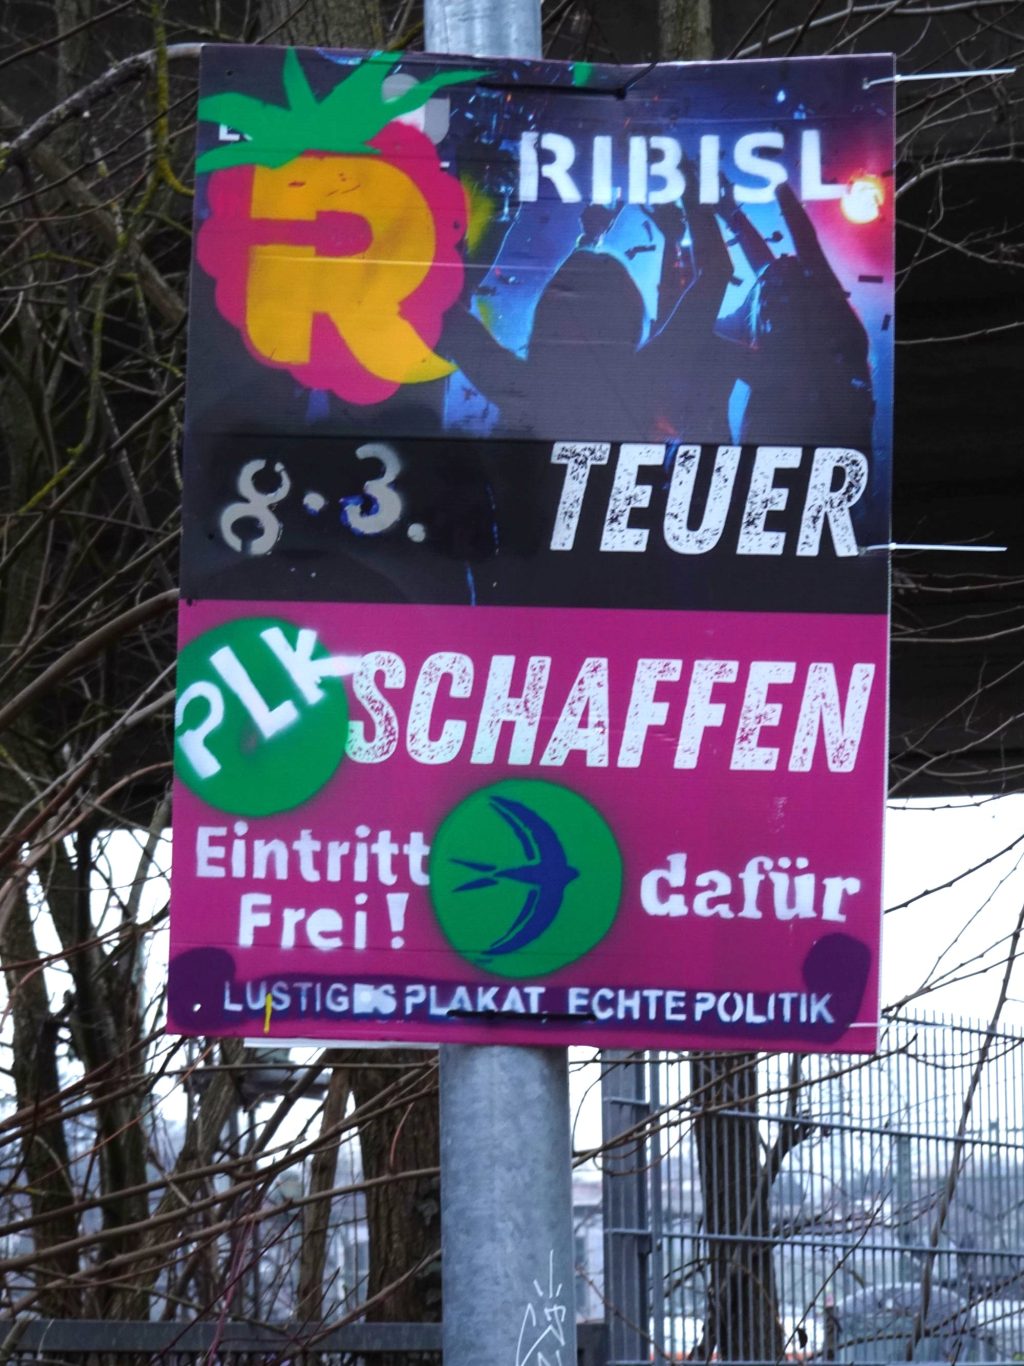 RIBISL
R
8.3.
TEUER
PLK
SCHAFFEN
Eintritt
Frei!
dafür
LUSTIGES PLAKAT, ECHTE POLITIK